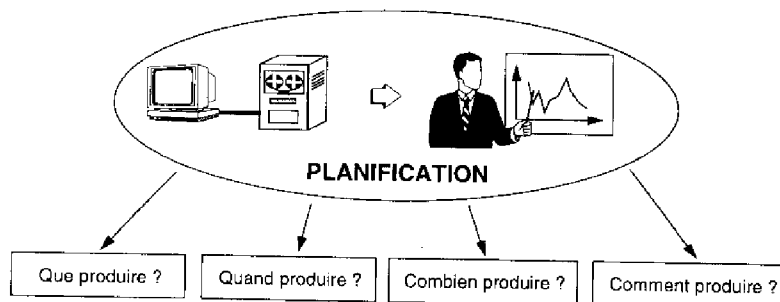 PLANIFICATION
Que produire ?
Quand produire ?
Combien produire ?
Comment produire ?